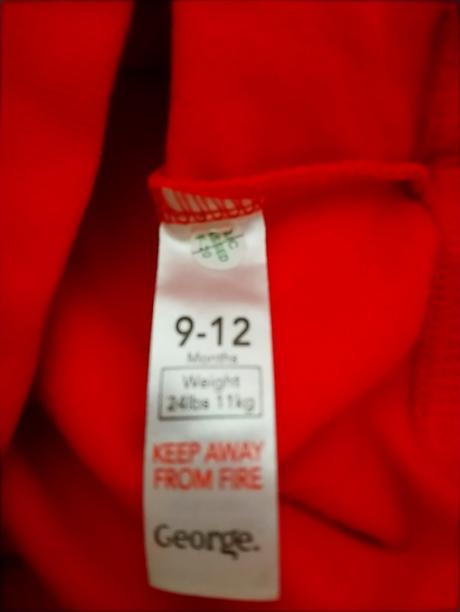 9-12
Months
Weight
24lbs 11kg
KEEP AWAY
FROM FIRE
George.